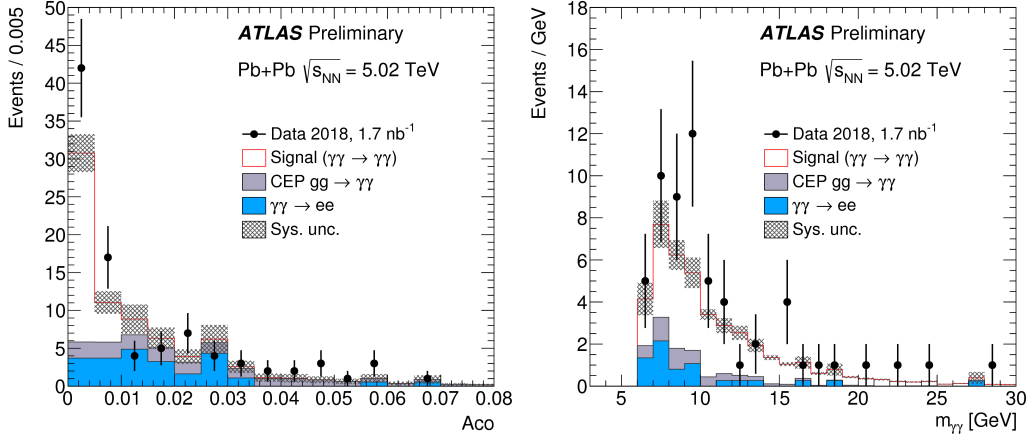 Events / 0.005
50
45
40
35
30
25
20
15
10
5
0
ATLAS Preliminary
Pb+Pb √sNN = 5.02 TeV
Data 2018, 1.7 nb-1
Signal (γγ → γγ)
CEP gg → γγ
γγ → ee
Sys. unc.
0 0.01 0.02 0.03 0.04 0.05 0.06 0.07 0.08
Aco
Events / GeV
18
16
14
12
10
8
6
4
2
0
ATLAS Preliminary
Pb+Pb √sNN = 5.02 TeV
Data 2018, 1.7 nb-1
Signal (γγ → γγ)
CEP gg → γγ
γγ → ee
Sys. unc.
5 10 15 20 25 30
mγγ [GeV]